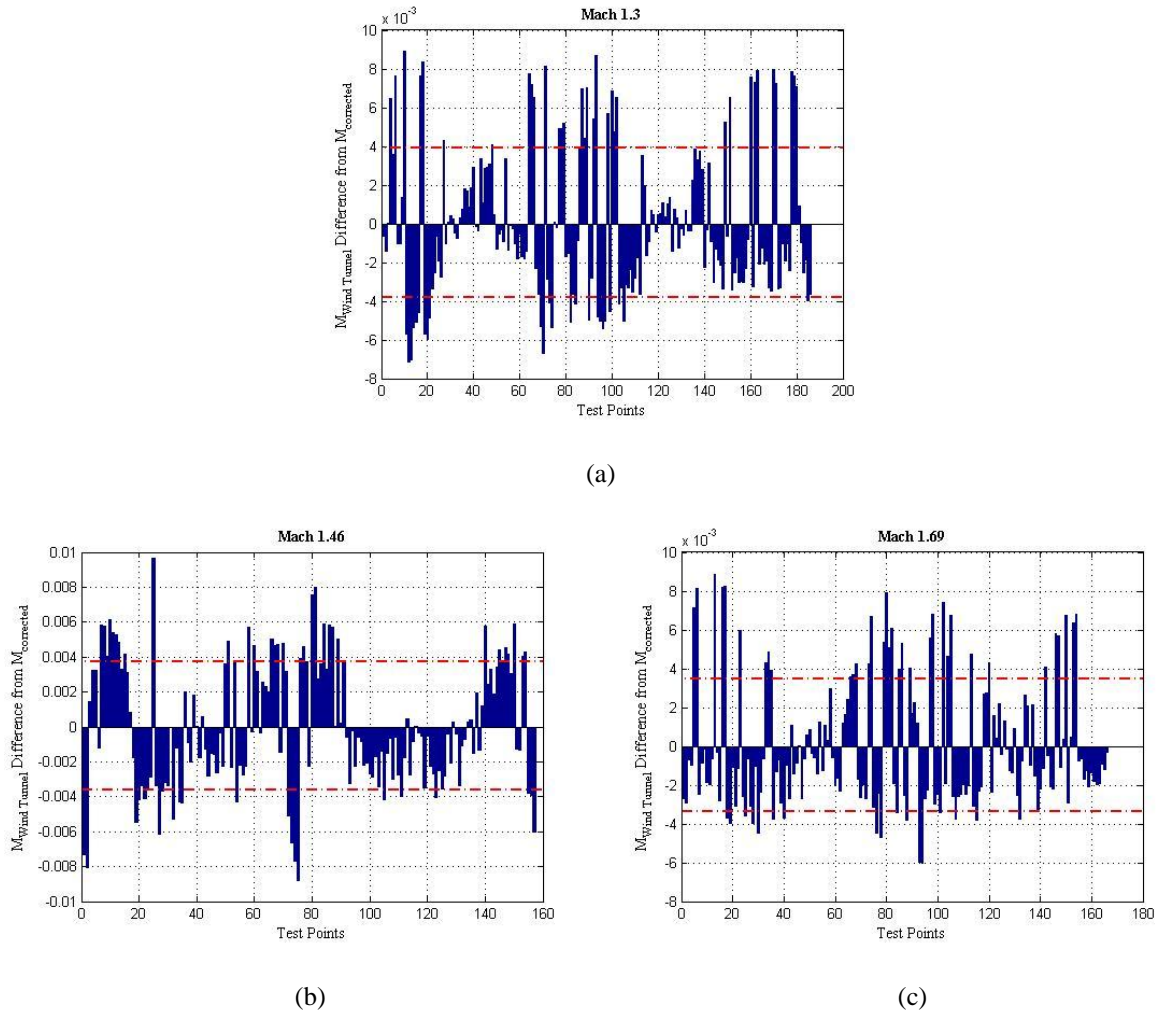 Mach 1.3
x 10⁻³
10
8
6
4
2
0
-2
-4
-6
-8
M_Wind Tunnel Difference from M_corrected
0 20 40 60 80 100 120 140 160 180 200
Test Points
(a)
Mach 1.46
0.01
0.008
0.006
0.004
0.002
0
-0.002
-0.004
-0.006
-0.008
-0.01
M_Wind Tunnel Difference from M_corrected
0 20 40 60 80 100 120 140 160
Test Points
(b)
Mach 1.69
x 10⁻³
10
8
6
4
2
0
-2
-4
-6
-8
M_Wind Tunnel Difference from M_corrected
0 20 40 60 80 100 120 140 160 180
Test Points
(c)